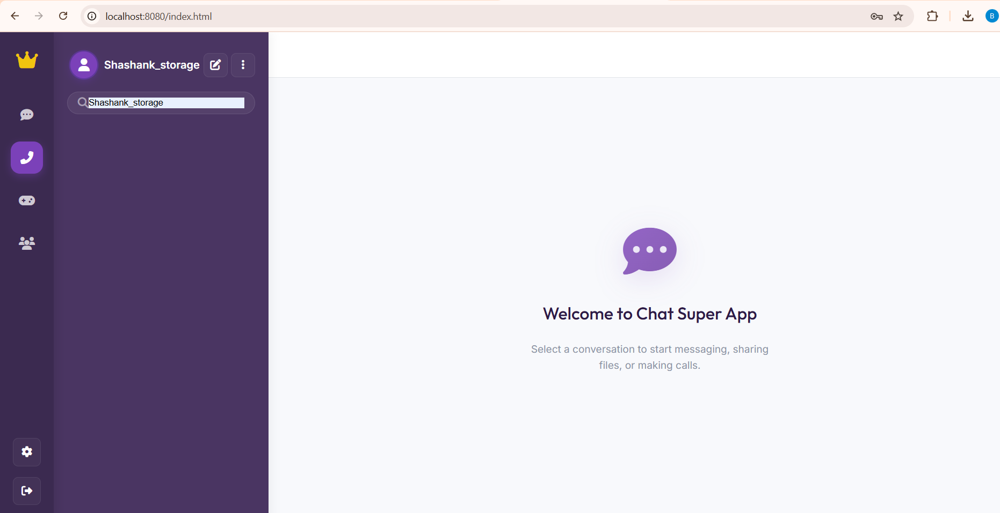 localhost:8080/index.html
B
Shashank_storage
Shashank_storage
Welcome to Chat Super App
Select a conversation to start messaging, sharing
files, or making calls.